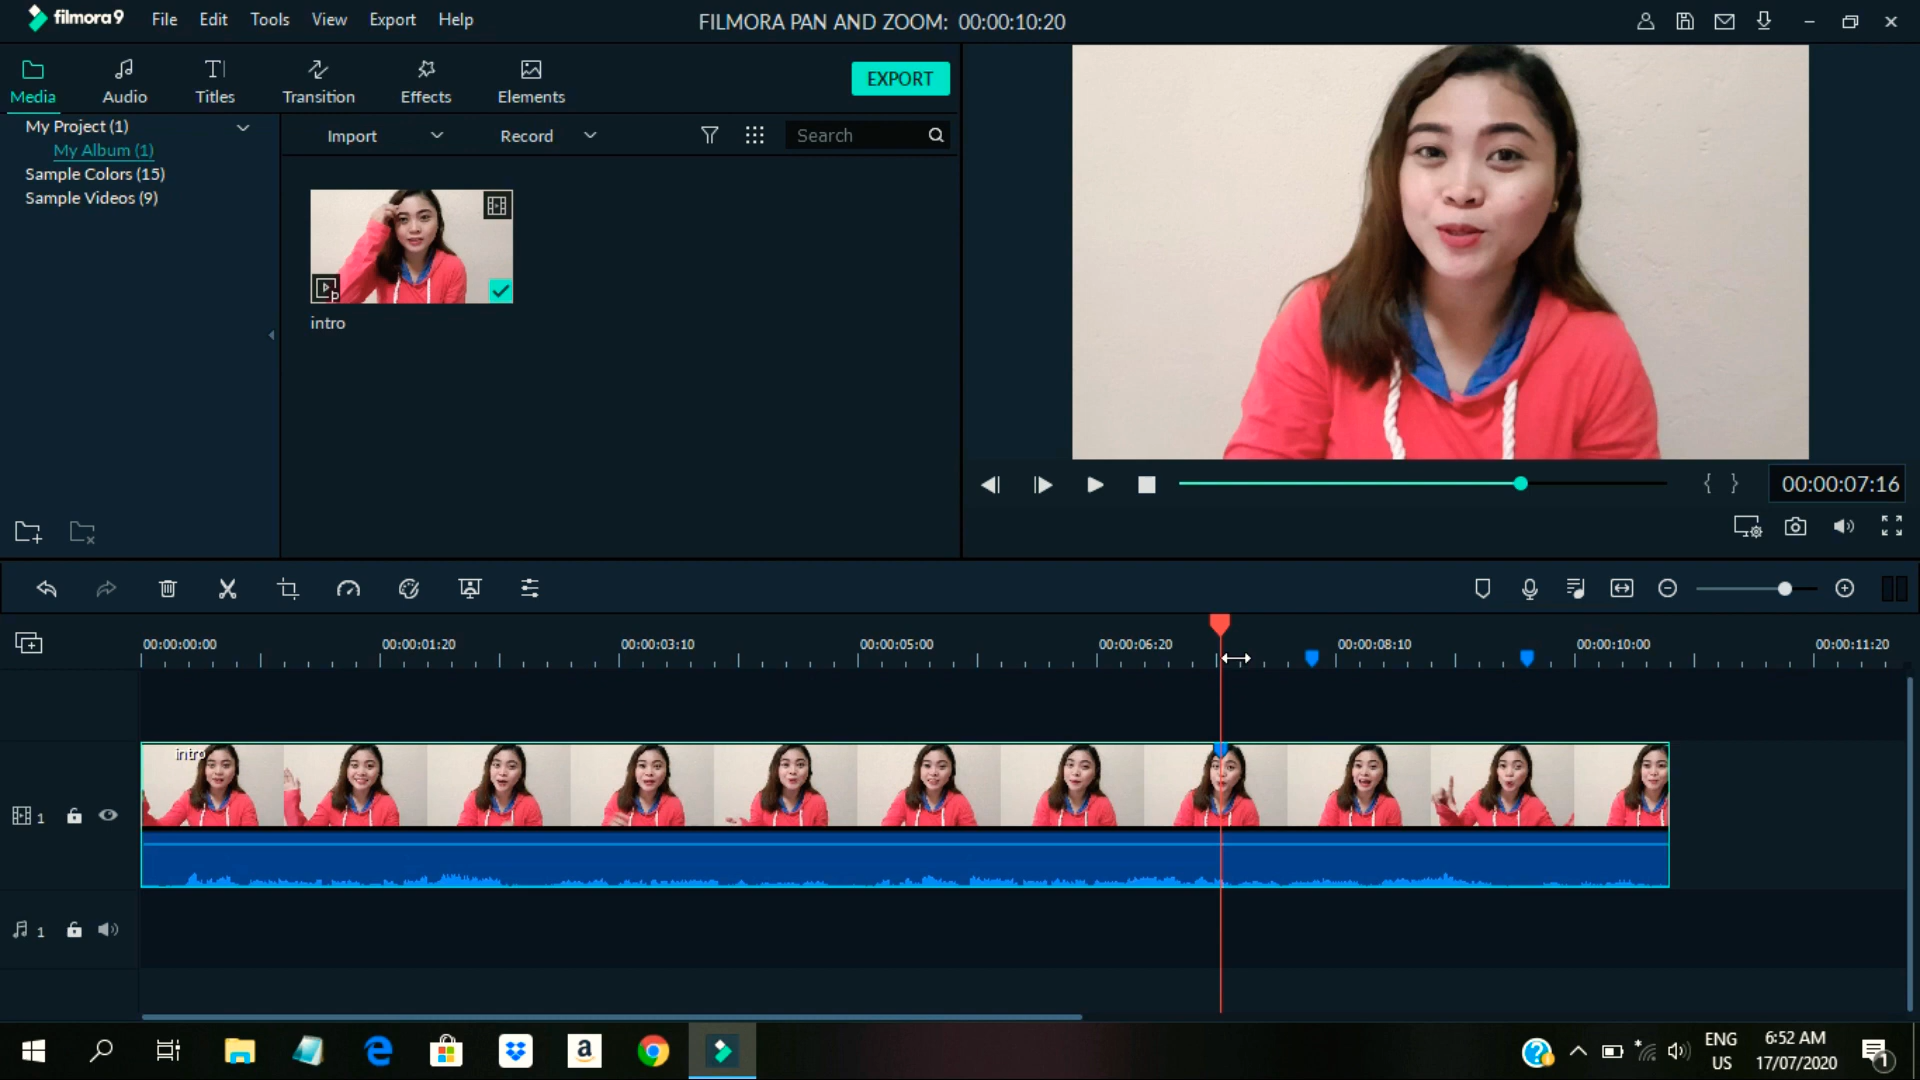 filmora9 File Edit Tools View Export Help
FILMORA PAN AND ZOOM: 00:00:10:20
Media Audio Titles Transition Effects Elements
EXPORT
My Project (1)
My Album (1)
Sample Colors (15)
Sample Videos (9)
Import Record Search
intro
00:00:07:16
00:00:00:00 00:00:01:20 00:00:03:10 00:00:05:00 00:00:06:20 00:00:08:10 00:00:10:00 00:00:11:20
intro
1
1
ENG
US
6:52 AM
17/07/2020
1